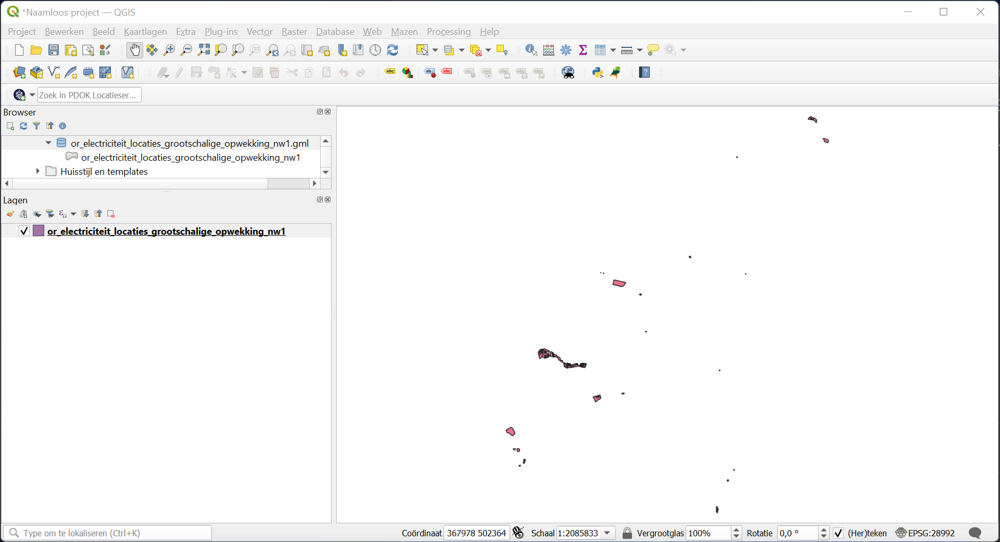 *Naamloos project — QGIS
Project Bewerken Beeld Kaartlagen Extra Plug-ins Vector Raster Database Web Mazen Processing Help
Zoek in PDOK Locatieser...
Browser
or_electriciteit_locaties_grootschalige_opwekking_nw1.gml
or_electriciteit_locaties_grootschalige_opwekking_nw1
Huisstijl en templates
Lagen
or_electriciteit_locaties_grootschalige_opwekking_nw1
Type om te lokaliseren (Ctrl+K) Coördinaat 367978 502364 Schaal 1:2085833 Vergrootglas 100% Rotatie 0,0 ° (Her)teken EPSG:28992